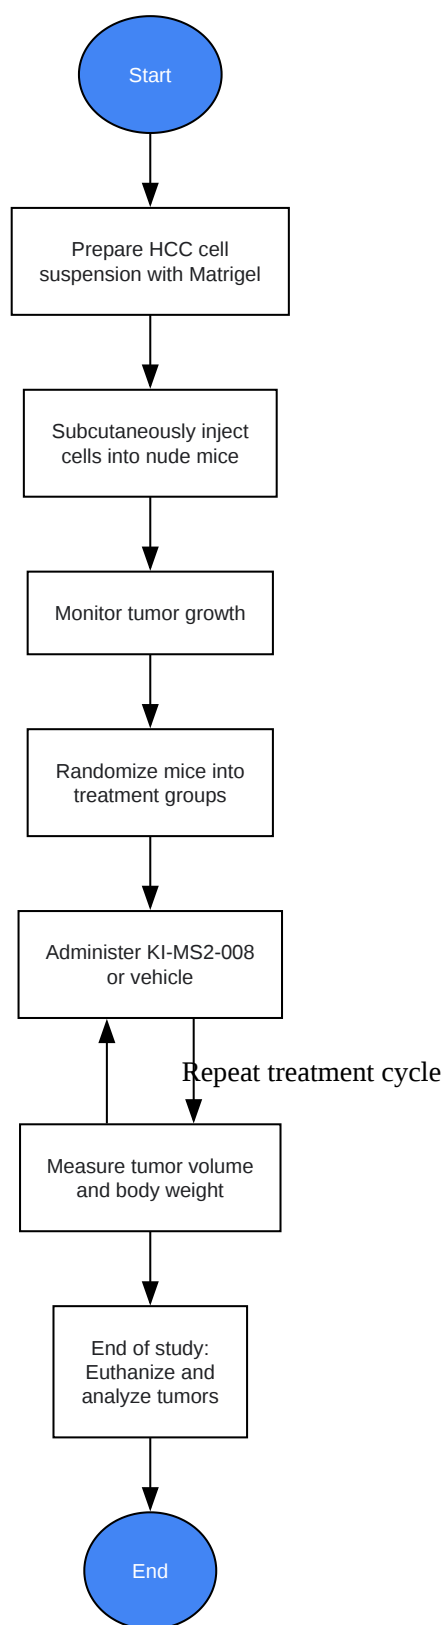 Start
Prepare HCC cell
suspension with Matrigel
Subcutaneously inject
cells into nude mice
Monitor tumor growth
Randomize mice into
treatment groups
Administer KI-MS2-008
or vehicle
Repeat treatment cycle
Measure tumor volume
and body weight
End of study:
Euthanize and
analyze tumors
End